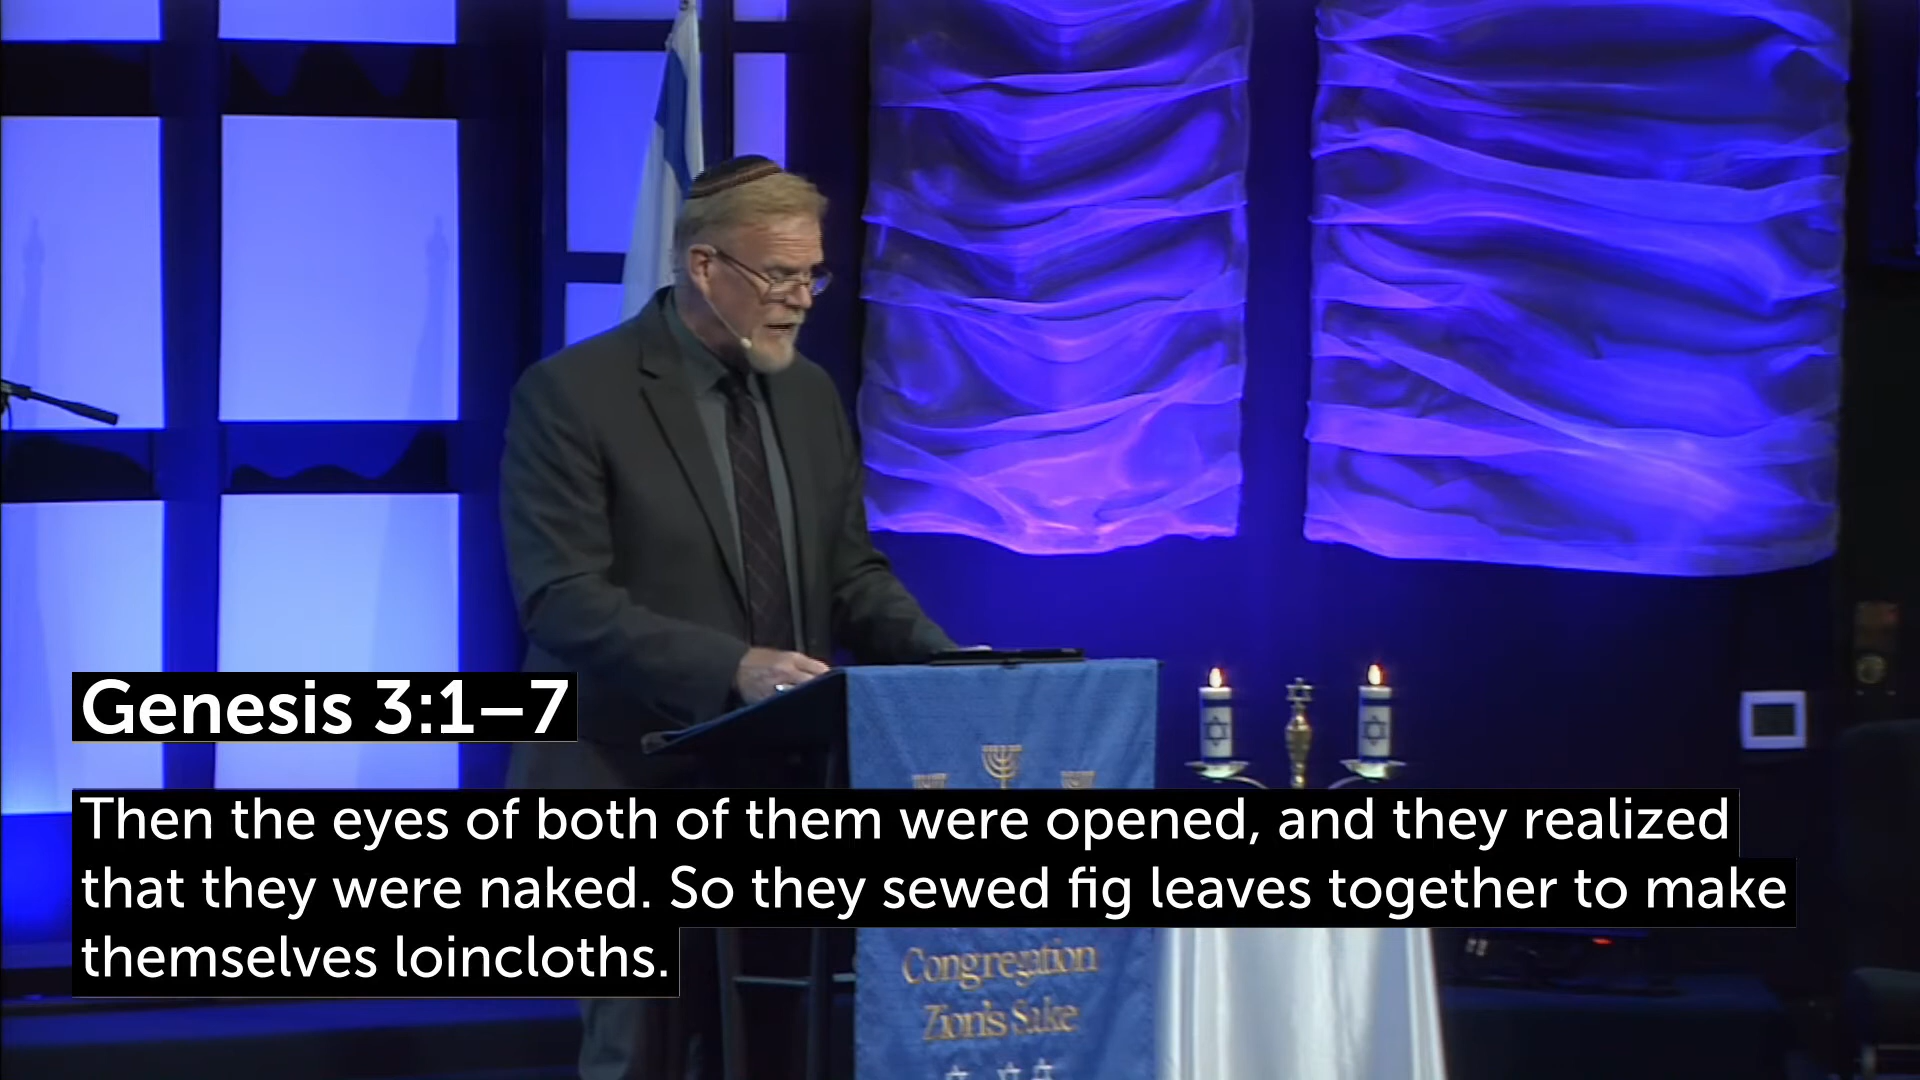 Genesis 3:1–7
Then the eyes of both of them were opened, and they realized
that they were naked. So they sewed fig leaves together to make
themselves loincloths.
Congregation
Zion's Sake